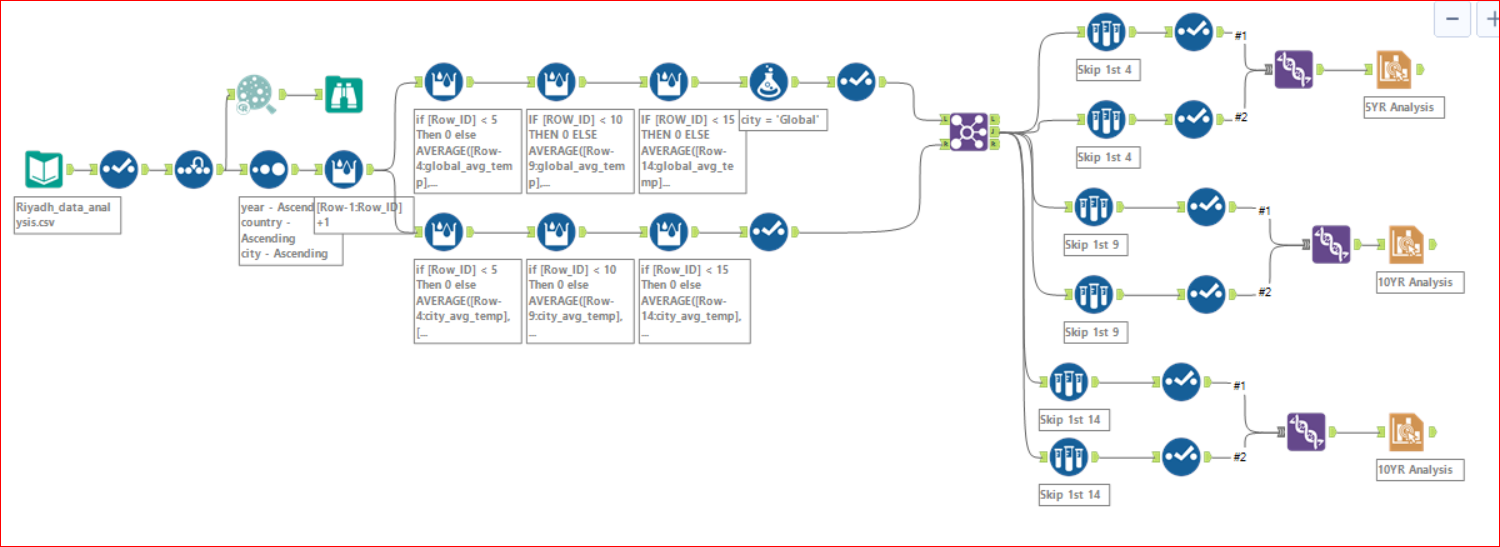 Riyadh_data_anal
ysis.csv
year - Ascend
country -
Ascending
city - Ascending
[Row-1:Row_ID]
+1
if [Row_ID] < 5
Then 0 else
AVERAGE([Row-
4:global_avg_tem
p],...
IF [ROW_ID] < 10
THEN 0 ELSE
AVERAGE([Row-
9:global_avg_tem
p],...
IF [ROW_ID] < 15
THEN 0 ELSE
AVERAGE([Row-
14:global_avg_te
mp]...
city = 'Global'
if [Row_ID] < 5
Then 0 else
AVERAGE([Row-
4:city_avg_temp],
[...
if [Row_ID] < 10
Then 0 else
AVERAGE([Row-
9:city_avg_temp],
...
if [Row_ID] < 15
Then 0 else
AVERAGE([Row-
14:city_avg_temp],
...
L
R
L
J
R
Skip 1st 4
#1
Skip 1st 4
#2
5YR Analysis
Skip 1st 9
#1
Skip 1st 9
#2
10YR Analysis
Skip 1st 14
#1
Skip 1st 14
#2
10YR Analysis